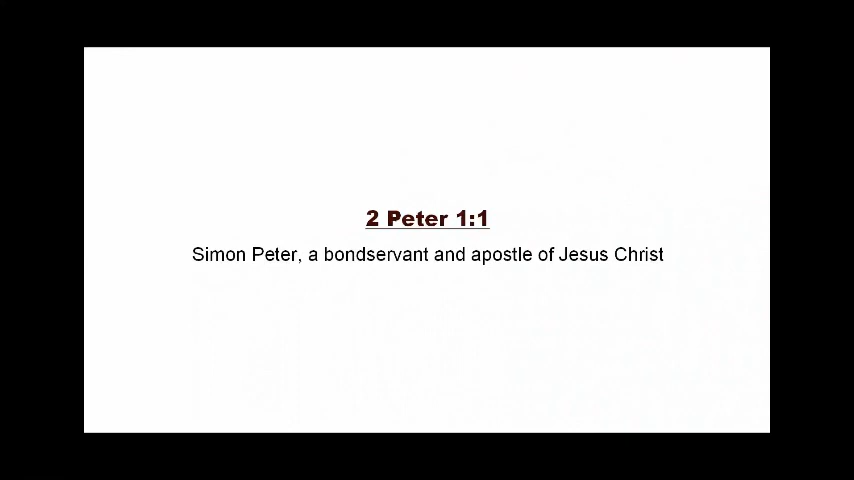 2 Peter 1:1
Simon Peter, a bondservant and apostle of Jesus Christ